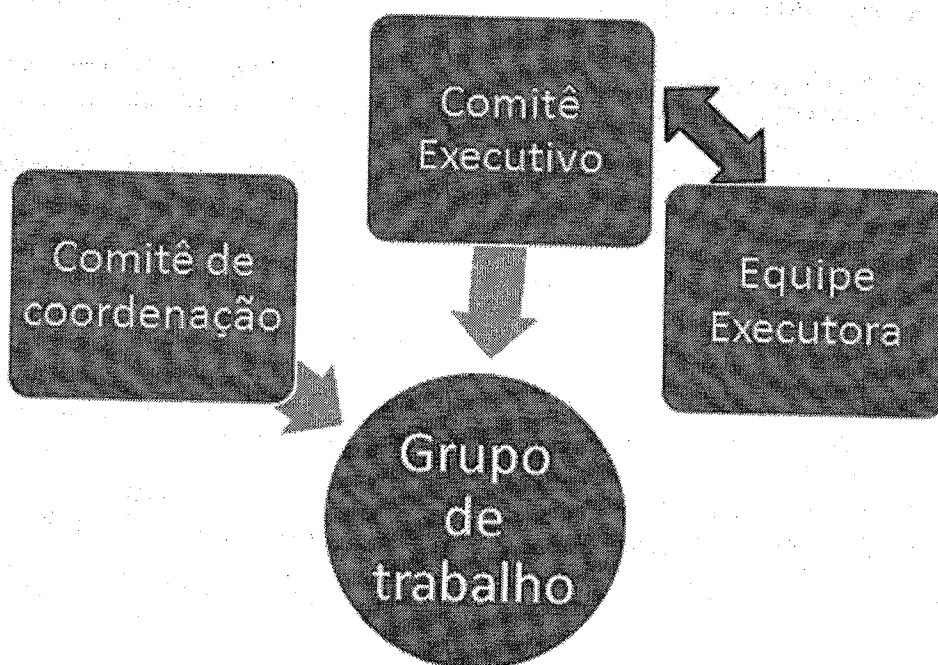 Comitê
Executivo
Comitê de
coordenação
Equipe
Executora
Grupo
de
trabalho